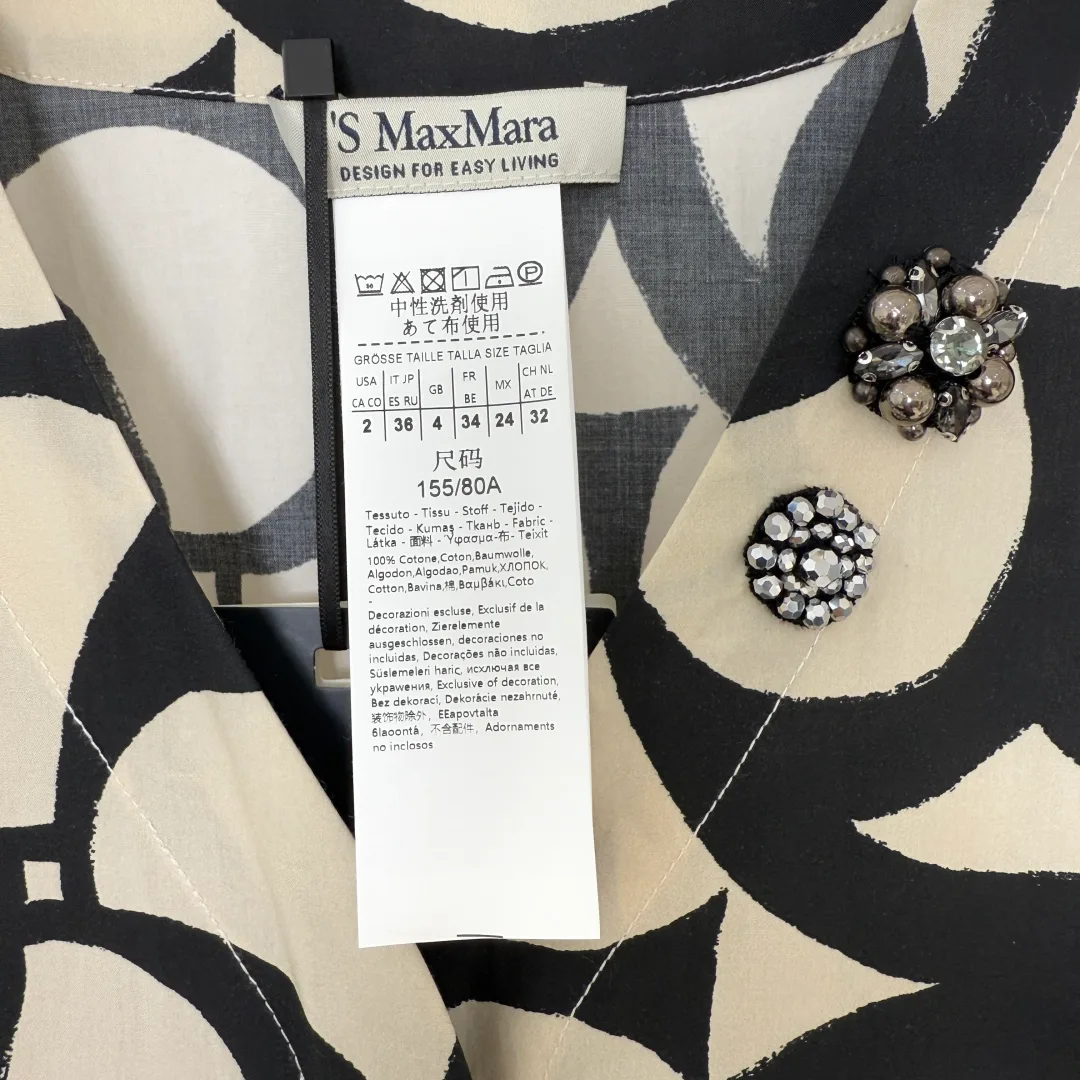 'S MaxMara
DESIGN FOR EASY LIVING
中性洗剤使用
あて布使用
GRÖSSE TAILLE TALLA SIZE TAGLIA
USA CA CO IT JP ES RU GB FR BE MX CH NL AT DE
2 36 4 34 24 32
尺码
155/80A
Tessuto - Tissu - Stoff - Tejido -
Tecido - Kumaş - Ткань - Fabric -
Látka - 面料 - Ύφασμα-布- Teixit
100% Cotone,Coton,Baumwolle,
Algodon,Algodao,Pamuk,ХЛОПОК,
Cotton,Bavina,棉,Βαμβάκι,Coto
-
Decorazioni escluse, Exclusif de la
décoration, Zierelemente
ausgeschlossen, decoraciones no
incluidas, Decorações não incluidas,
Süslemeleri hariç, исключая все
украшения, Exclusive of decoration,
Bez dekorací, Dekorácie nezahrnuté,
装饰物除外, EEapovtalta
6laoontá, 不含配件, Adornaments
no inclosos